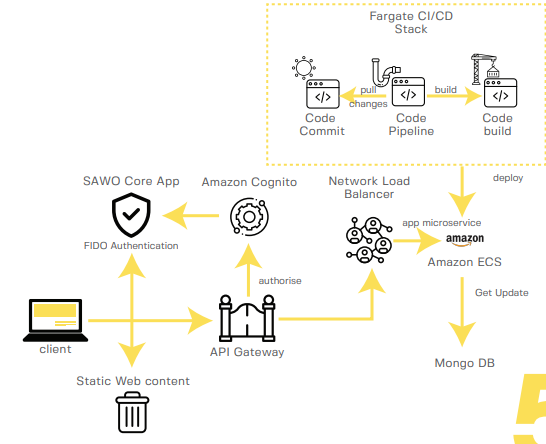 Fargate CI/CD
Stack
pull
changes
build
Code
Commit
Code
Pipeline
Code
build
deploy
SAWO Core App
Amazon Cognito
Network Load
Balancer
app microservice
amazon
Amazon ECS
FIDO Authentication
authorise
Get Update
client
API Gateway
Mongo DB
Static Web content
5